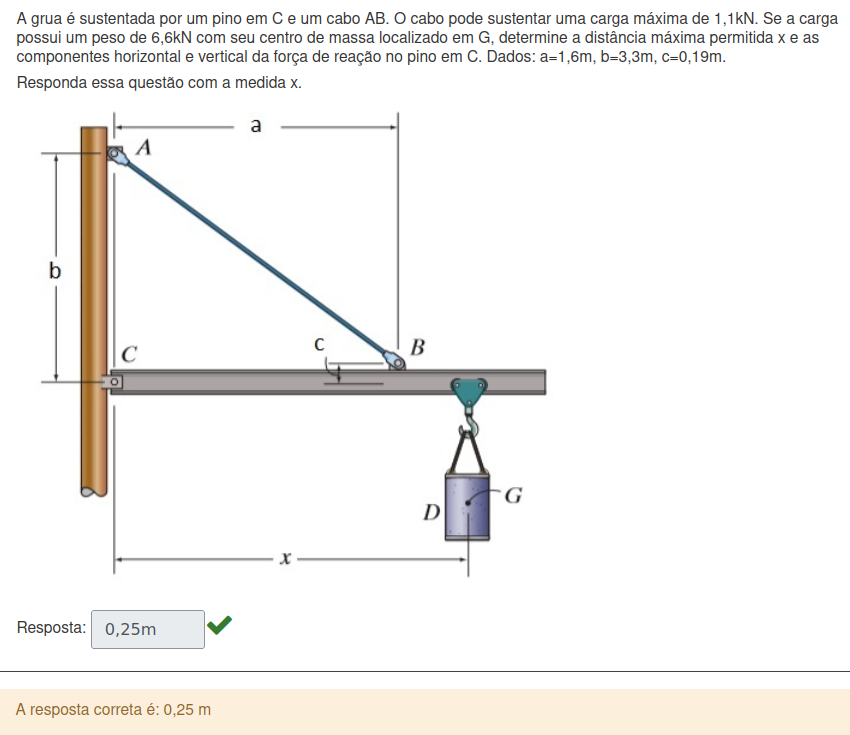 A grua é sustentada por um pino em C e um cabo AB. O cabo pode sustentar uma carga máxima de 1,1kN. Se a carga
possui um peso de 6,6kN com seu centro de massa localizado em G, determine a distância máxima permitida x e as
componentes horizontal e vertical da força de reação no pino em C. Dados: a=1,6m, b=3,3m, c=0,19m.
Responda essa questão com a medida x.
a
A
b
c
B
C
G
D
x
Resposta: 0,25m
A resposta correta é: 0,25 m